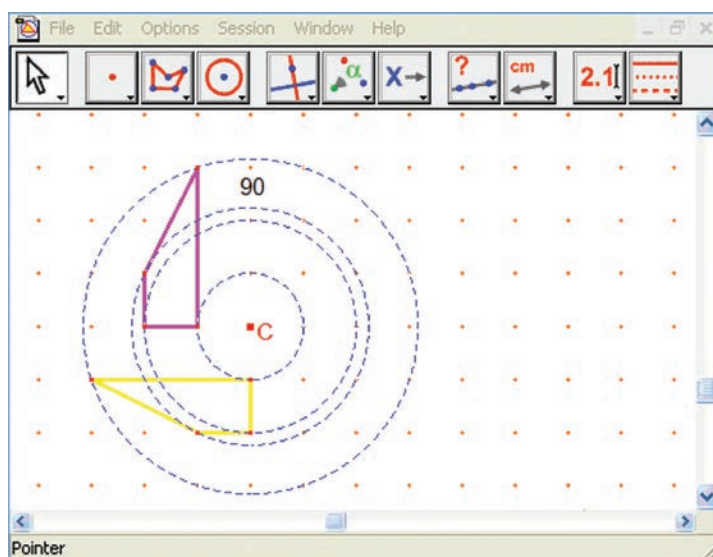 File Edit Options Session Window Help
α X ? cm 2.1
90
C
Pointer